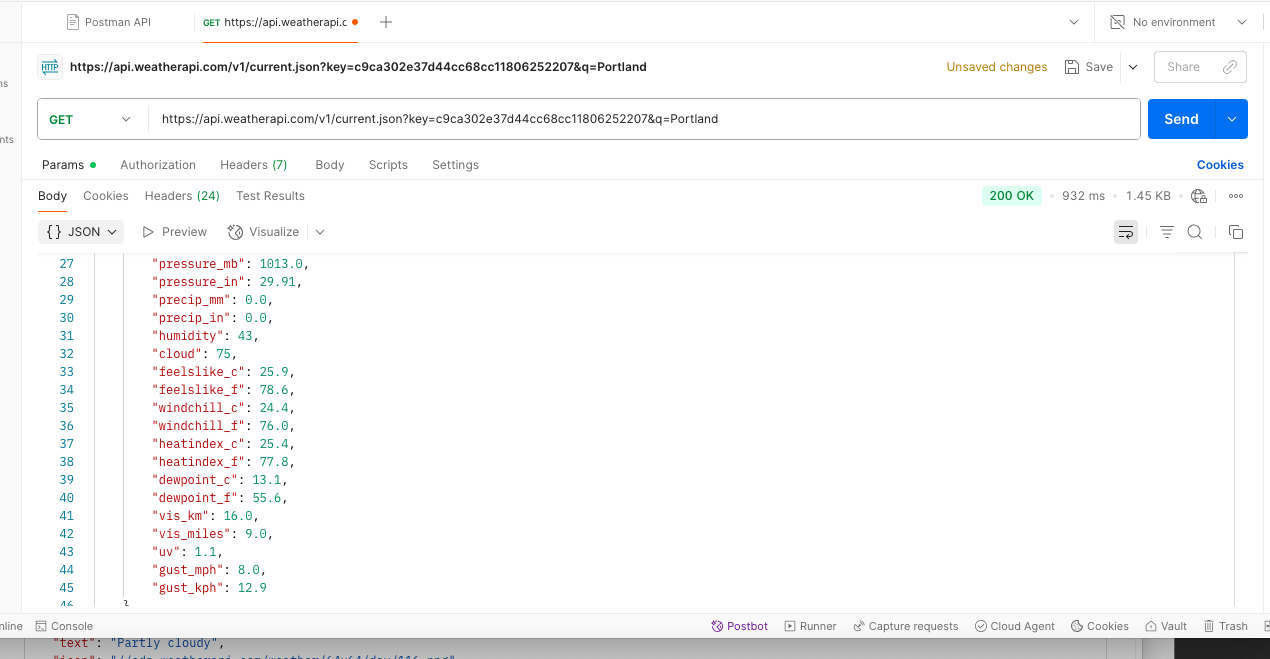 Postman API GET https://api.weatherapi.c No environment
HTTP https://api.weatherapi.com/v1/current.json?key=c9ca302e37d44cc68cc11806252207&q=Portland Unsaved changes Save Share
GET https://api.weatherapi.com/v1/current.json?key=c9ca302e37d44cc68cc11806252207&q=Portland Send
Params Authorization Headers (7) Body Scripts Settings Cookies
Body Cookies Headers (24) Test Results 200 OK 932 ms 1.45 KB
{} JSON Preview Visualize
27 "pressure_mb": 1013.0,
28 "pressure_in": 29.91,
29 "precip_mm": 0.0,
30 "precip_in": 0.0,
31 "humidity": 43,
32 "cloud": 75,
33 "feelslike_c": 25.9,
34 "feelslike_f": 78.6,
35 "windchill_c": 24.4,
36 "windchill_f": 76.0,
37 "heatindex_c": 25.4,
38 "heatindex_f": 77.8,
39 "dewpoint_c": 13.1,
40 "dewpoint_f": 55.6,
41 "vis_km": 16.0,
42 "vis_miles": 9.0,
43 "uv": 1.1,
44 "gust_mph": 8.0,
45 "gust_kph": 12.9
46 }
nline Console Postbot Runner Capture requests Cloud Agent Cookies Vault Trash
"text": "Partly cloudy",